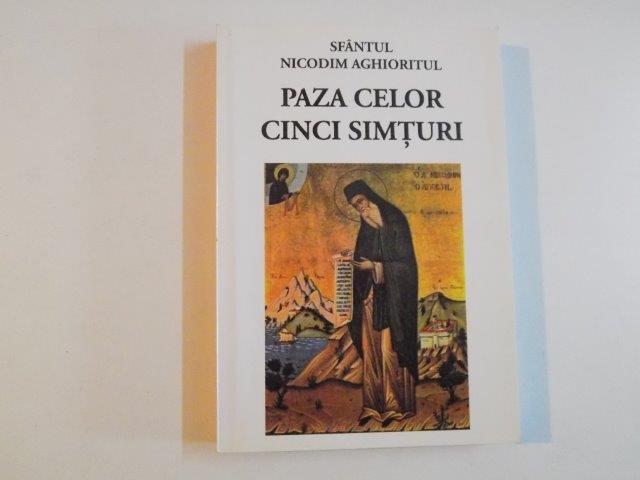 SFÂNTUL
NICODIM AGHIORITUL
PAZA CELOR
CINCI SIMȚURI